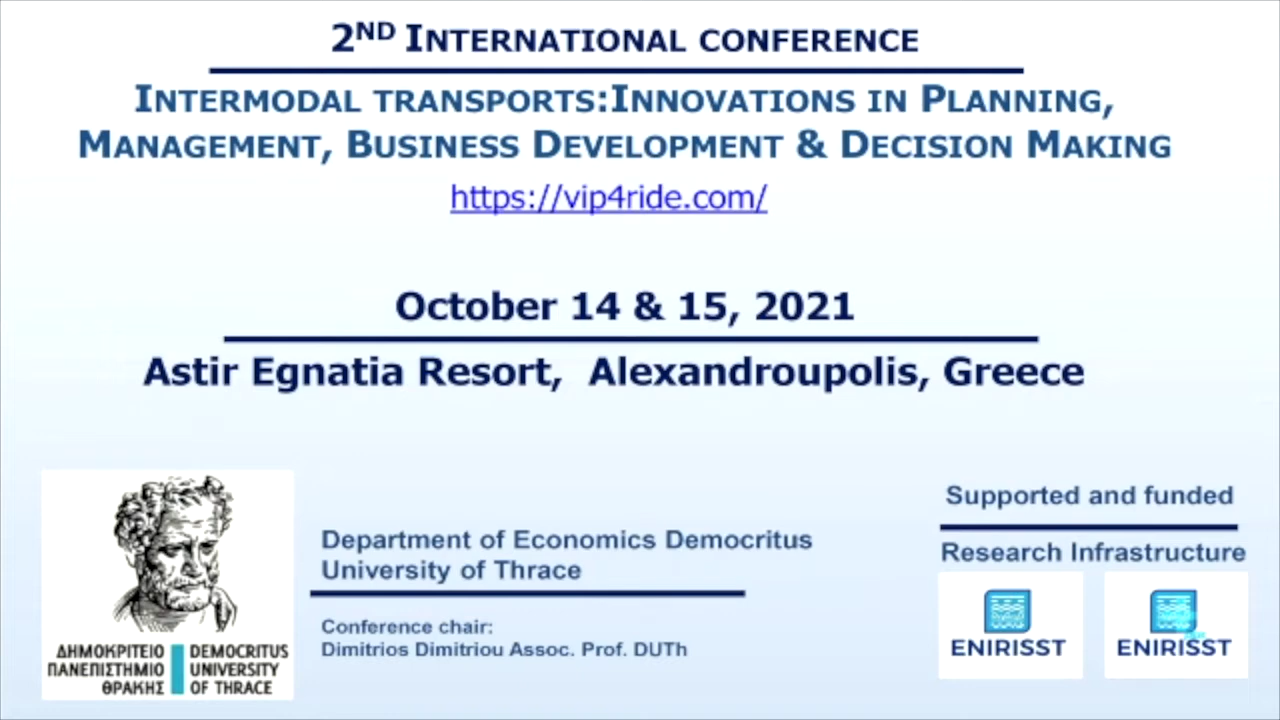 2ND INTERNATIONAL CONFERENCE
INTERMODAL TRANSPORTS:INNOVATIONS IN PLANNING,
MANAGEMENT, BUSINESS DEVELOPMENT & DECISION MAKING
https://vip4ride.com/
October 14 & 15, 2021
Astir Egnatia Resort, Alexandroupolis, Greece
ΔΗΜΟΚΡΙΤΕΙΟ
ΠΑΝΕΠΙΣΤΗΜΙΟ
ΘΡΑΚΗΣ
DEMOCRITUS
UNIVERSITY
OF THRACE
Department of Economics Democritus
University of Thrace
Conference chair:
Dimitrios Dimitriou Assoc. Prof. DUTh
Supported and funded
Research Infrastructure
ENIRISST
ENIRISST